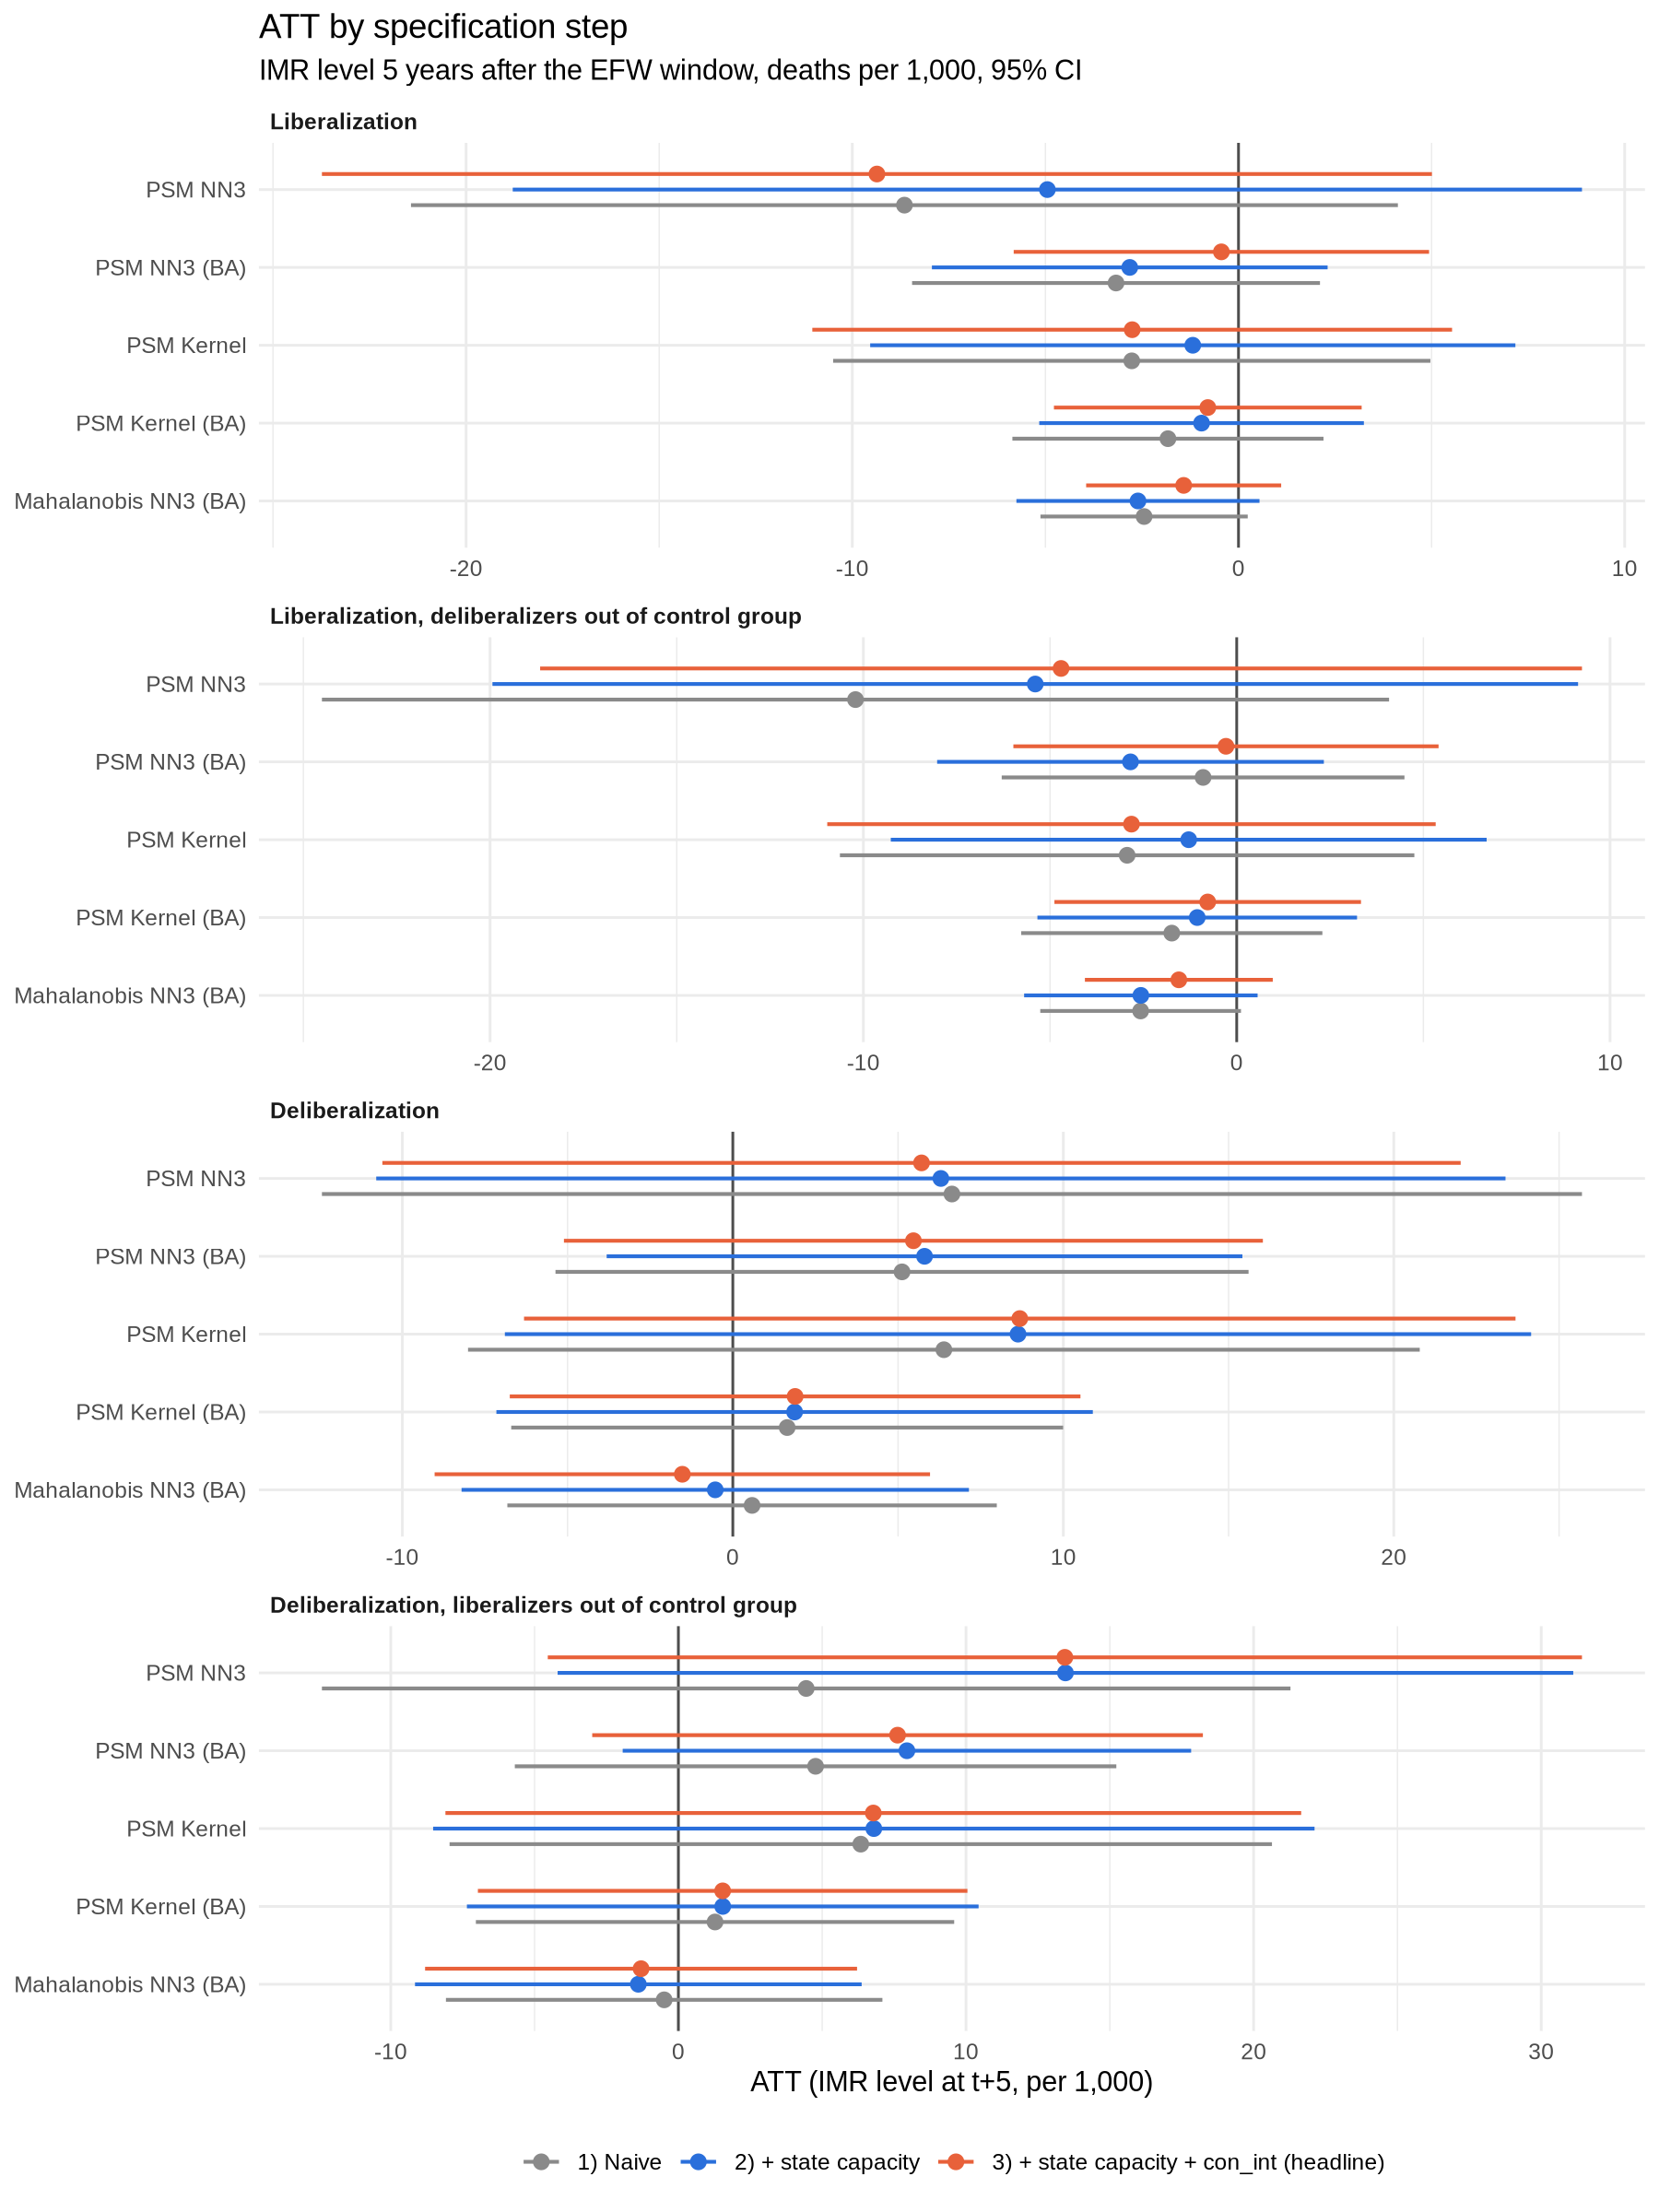 ATT by specification step
IMR level 5 years after the EFW window, deaths per 1,000, 95% CI
Liberalization
PSM NN3
PSM NN3 (BA)
PSM Kernel
PSM Kernel (BA)
Mahalanobis NN3 (BA)
-20 -10 0 10
Liberalization, deliberalizers out of control group
PSM NN3
PSM NN3 (BA)
PSM Kernel
PSM Kernel (BA)
Mahalanobis NN3 (BA)
-20 -10 0 10
Deliberalization
PSM NN3
PSM NN3 (BA)
PSM Kernel
PSM Kernel (BA)
Mahalanobis NN3 (BA)
-10 0 10 20
Deliberalization, liberalizers out of control group
PSM NN3
PSM NN3 (BA)
PSM Kernel
PSM Kernel (BA)
Mahalanobis NN3 (BA)
-10 0 10 20 30
ATT (IMR level at t+5, per 1,000)
1) Naive 2) + state capacity 3) + state capacity + con_int (headline)